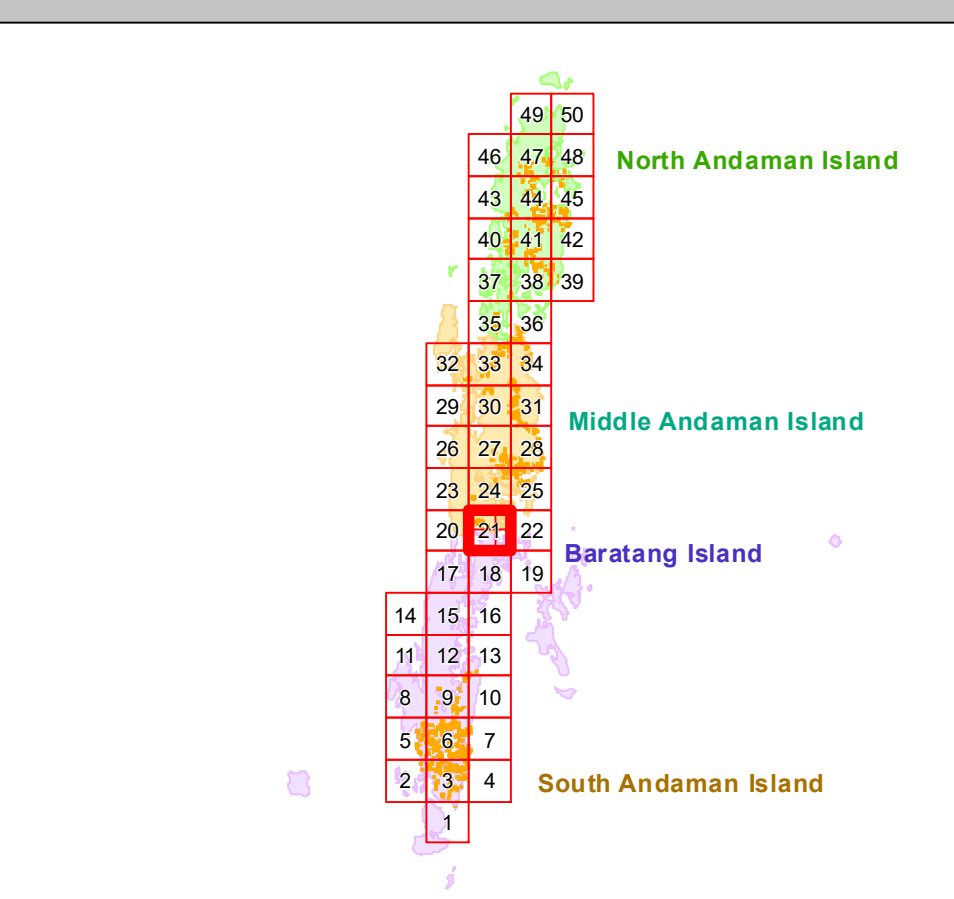 49 50
46 47 48
North Andaman Island
43 44 45
40 41 42
37 38 39
35 36
32 33 34
29 30 31
Middle Andaman Island
26 27 28
23 24 25
20 21 22
Baratang Island
17 18 19
14 15 16
11 12 13
8 9 10
5 6 7
2 3 4
South Andaman Island
1